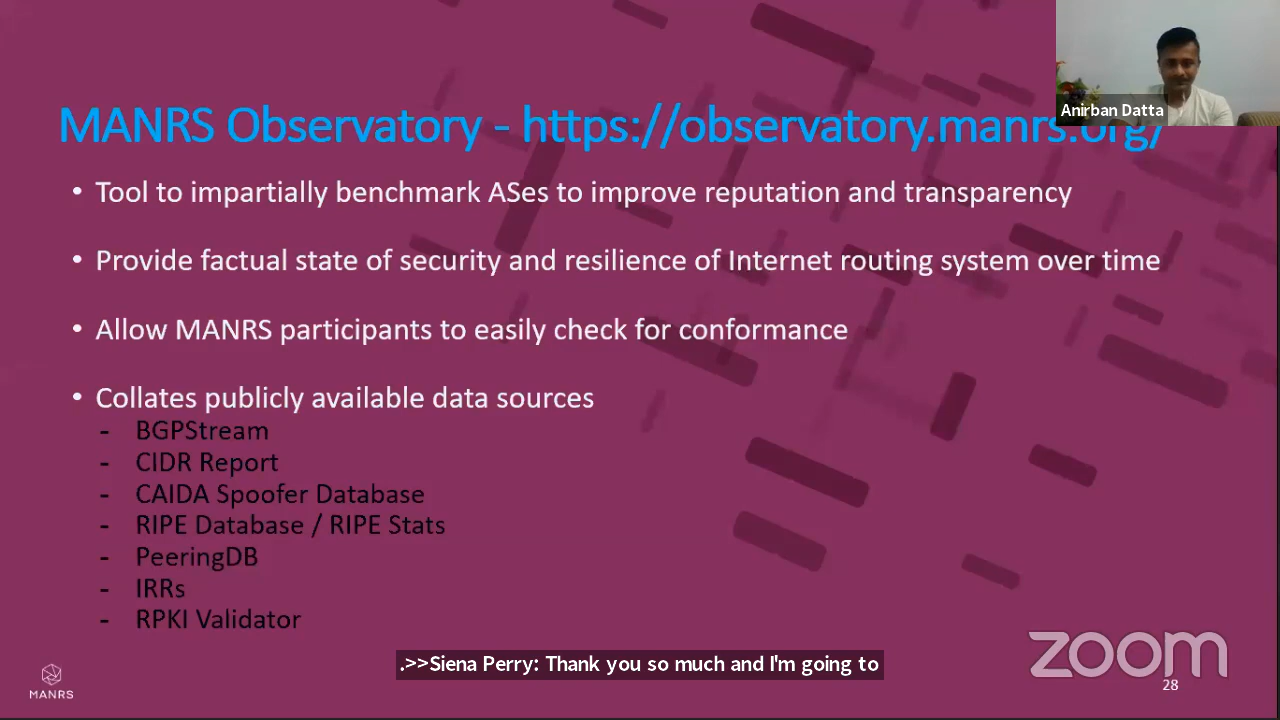 MANRS Observatory - https://observatory.manrs.org/
Anirban Datta
• Tool to impartially benchmark ASes to improve reputation and transparency
• Provide factual state of security and resilience of Internet routing system over time
• Allow MANRS participants to easily check for conformance
• Collates publicly available data sources
- BGPStream
- CIDR Report
- CAIDA Spoofer Database
- RIPE Database / RIPE Stats
- PeeringDB
- IRRs
- RPKI Validator
.>>Siena Perry: Thank you so much and I'm going to
MANRS
zoom
28